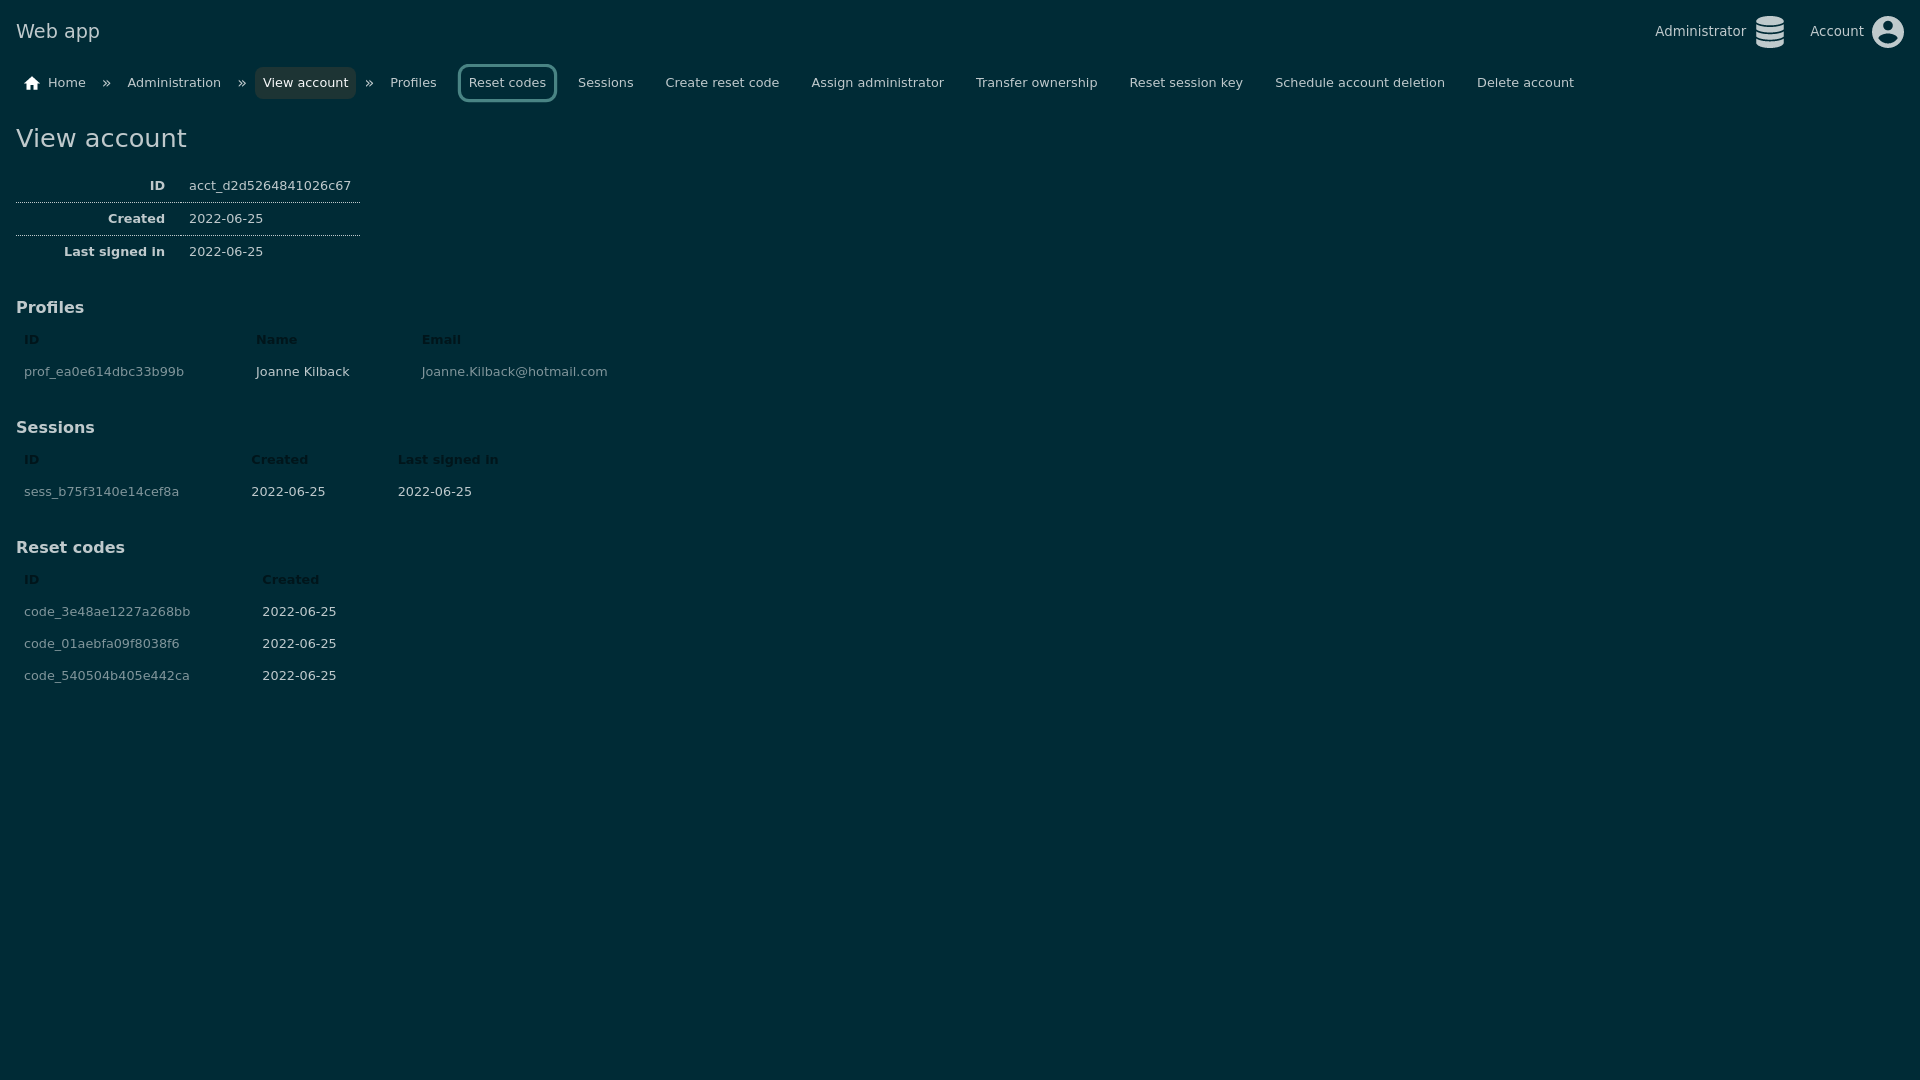 Web app
Administrator Account
Home » Administration » View account » Profiles Reset codes Sessions Create reset code Assign administrator Transfer ownership Reset session key Schedule account deletion Delete account
View account
ID acct_d2d5264841026c67
Created 2022-06-25
Last signed in 2022-06-25
Profiles
ID Name Email
prof_ea0e614dbc33b99b Joanne Kilback Joanne.Kilback@hotmail.com
Sessions
ID Created Last signed in
sess_b75f3140e14cef8a 2022-06-25 2022-06-25
Reset codes
ID Created
code_3e48ae1227a268bb 2022-06-25
code_01aebfa09f8038f6 2022-06-25
code_540504b405e442ca 2022-06-25